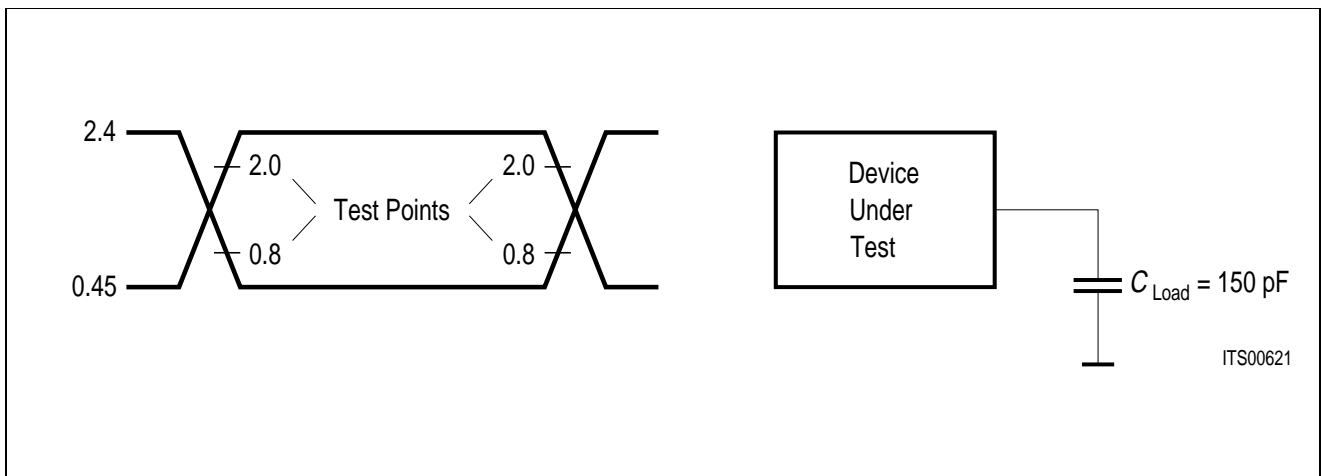 2.4
2.0
2.0
Test Points
0.8
0.8
0.45
Device
Under
Test
C Load = 150 pF
ITS00621